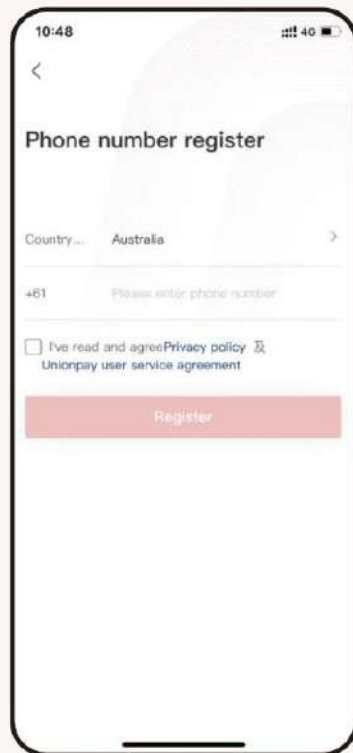 10:48 4G
Phone number register
Country... Australia
+61 Please enter phone number
I've read and agreePrivacy policy 及
Unionpay user service agreement
Register